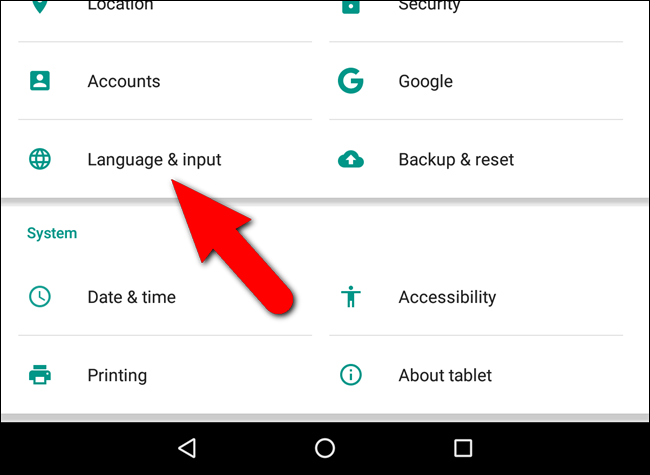 Location
Security
Accounts
Google
Language & input
Backup & reset
System
Date & time
Accessibility
Printing
About tablet